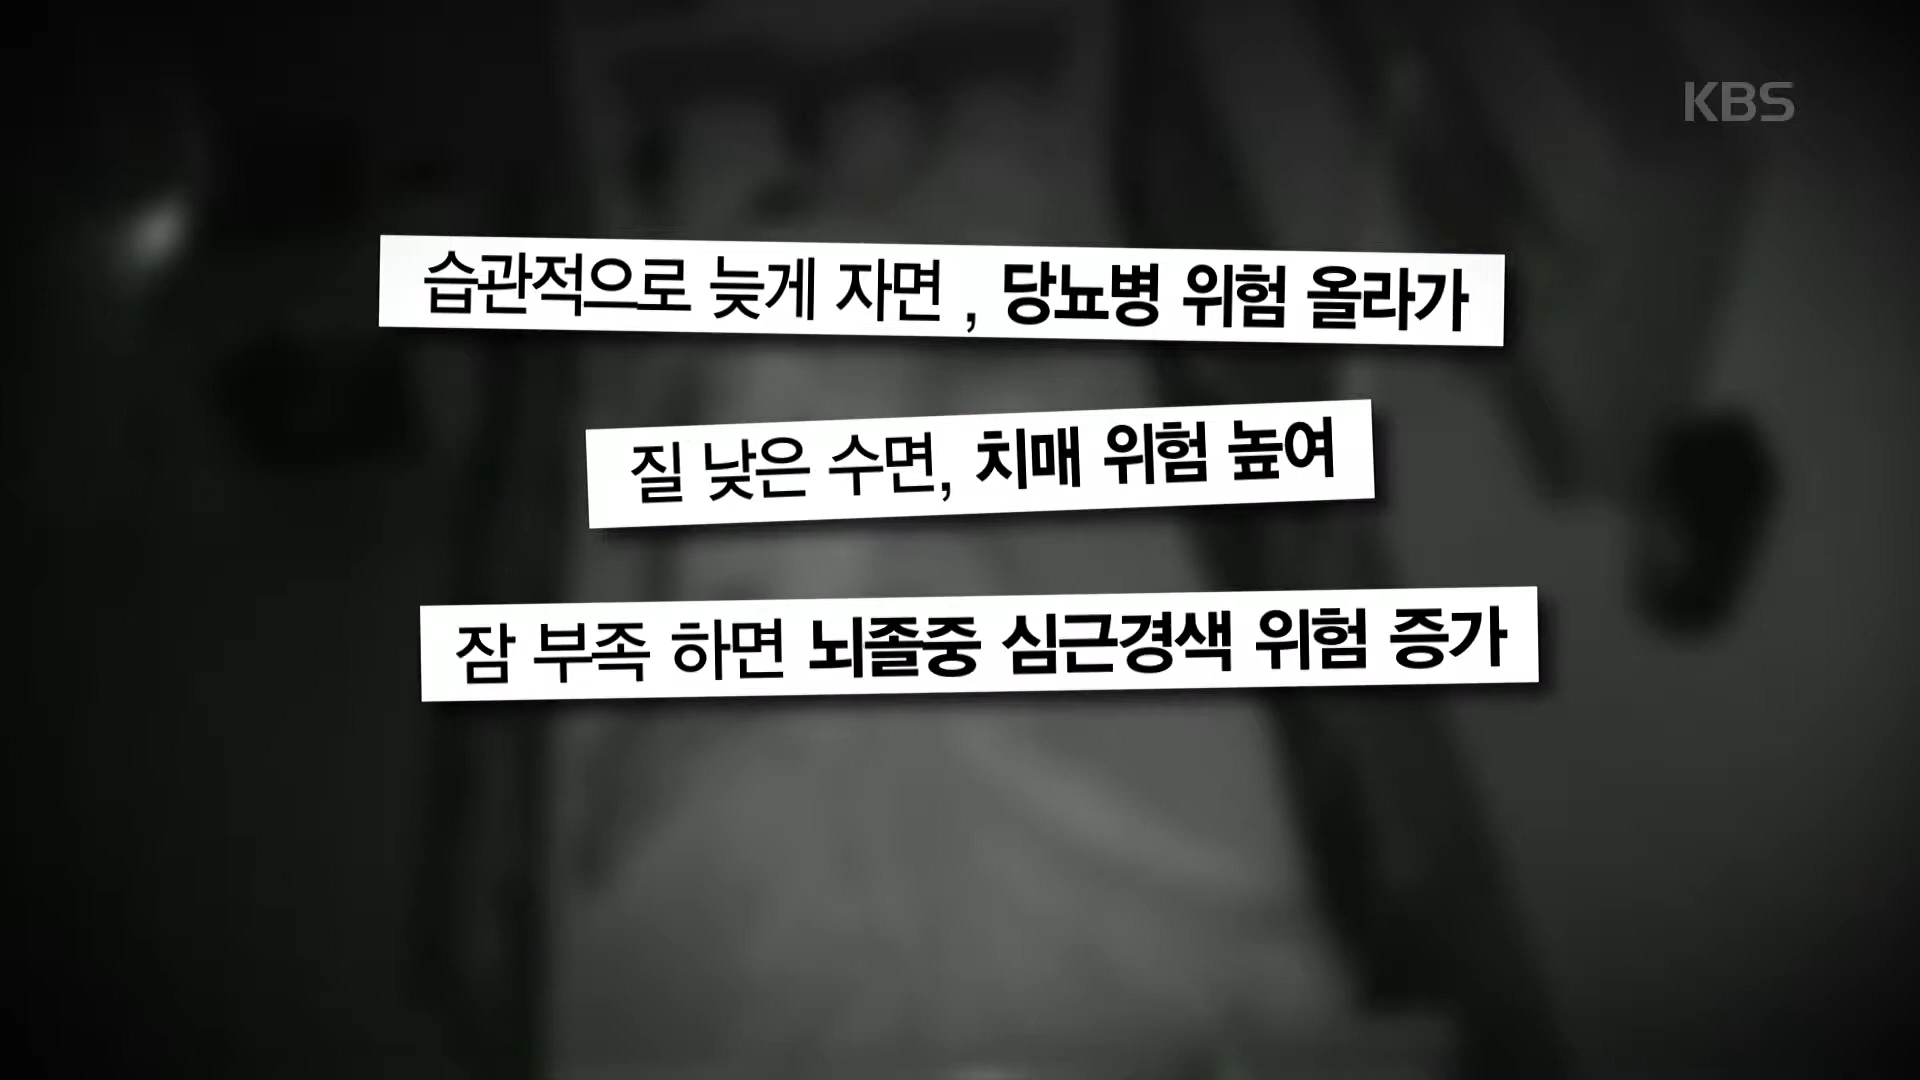 KBS
습관적으로 늦게 자면 , 당뇨병 위험 올라가
질 낮은 수면, 치매 위험 높여
잠 부족 하면 뇌졸중 심근경색 위험 증가